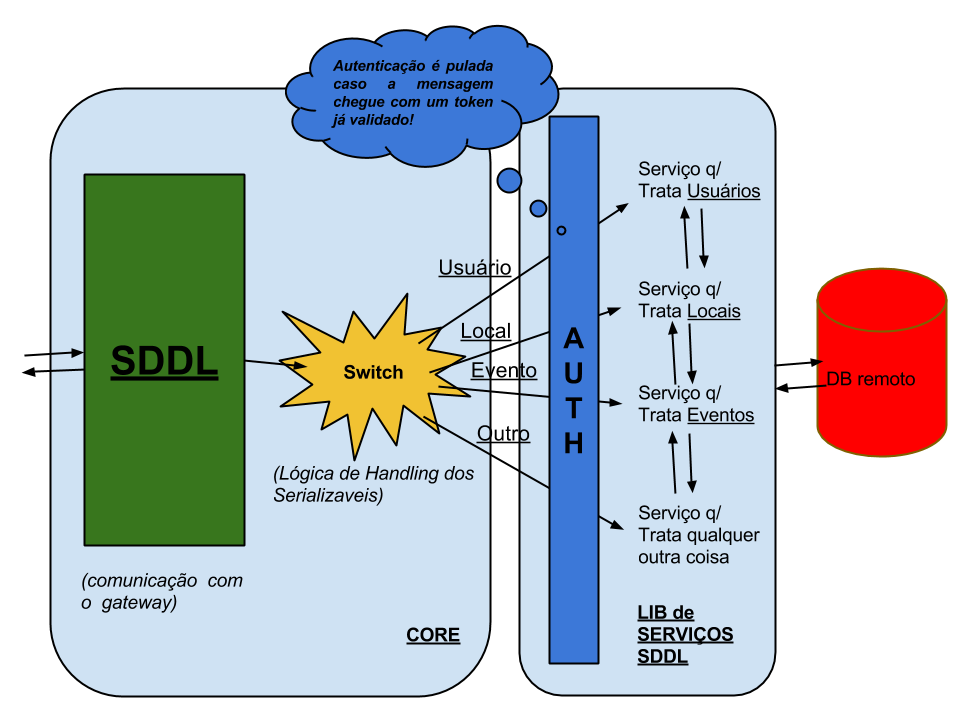 Autenticação é pulada
caso a mensagem
chegue com um token
já validado!
Serviço q/
Trata Usuários
Usuário
Serviço q/
Trata Locais
Local
SDDL
Switch
Evento
AUTH
DB remoto
Serviço q/
Trata Eventos
Outro
(Lógica de Handling dos
Serializaveis)
Serviço q/
Trata qualquer
outra coisa
(comunicação com
o gateway)
CORE
LIB de
SERVIÇOS
SDDL